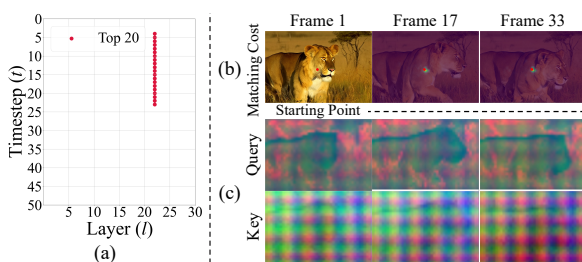 Top 20
0
5
10
15
20
25
30
35
40
45
50
Timestep (t)
5 10 15 20 25 30
Layer (l)
(a)
Frame 1 Frame 17 Frame 33
(b)
Matching Cost
Starting Point
(c)
Query
Key